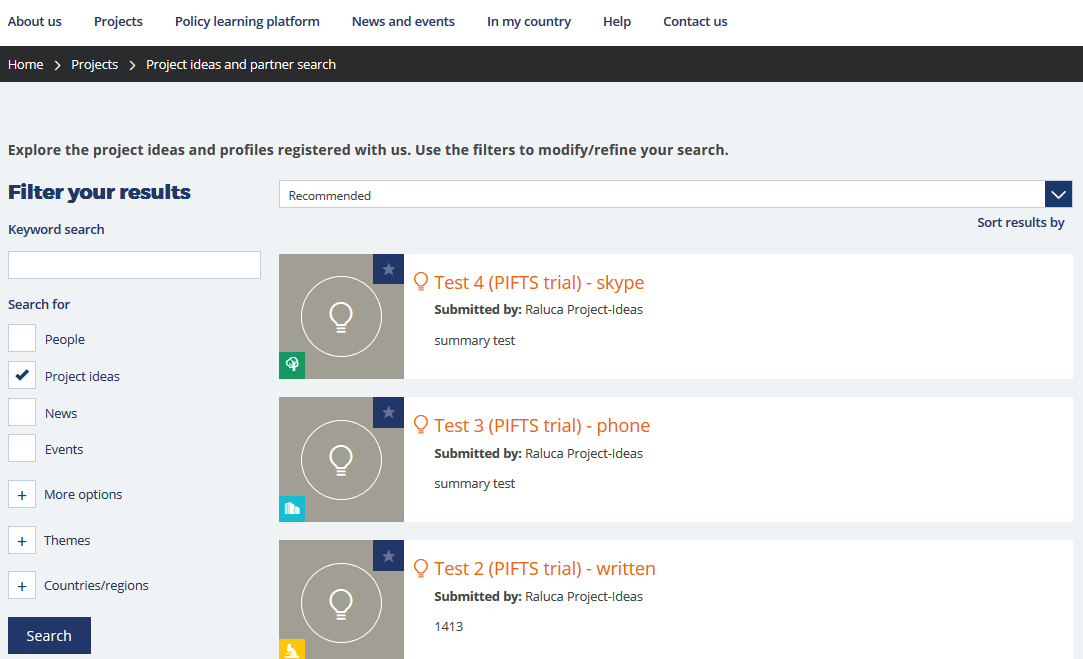 About us Projects Policy learning platform News and events In my country Help Contact us
Home > Projects > Project ideas and partner search
Explore the project ideas and profiles registered with us. Use the filters to modify/refine your search.
Filter your results
Keyword search
Search for
People
Project ideas
News
Events
+ More options
+ Themes
+ Countries/regions
Search
Recommended
Sort results by
Test 4 (PIFTS trial) - skype
Submitted by: Raluca Project-Ideas
summary test
Test 3 (PIFTS trial) - phone
Submitted by: Raluca Project-Ideas
summary test
Test 2 (PIFTS trial) - written
Submitted by: Raluca Project-Ideas
1413